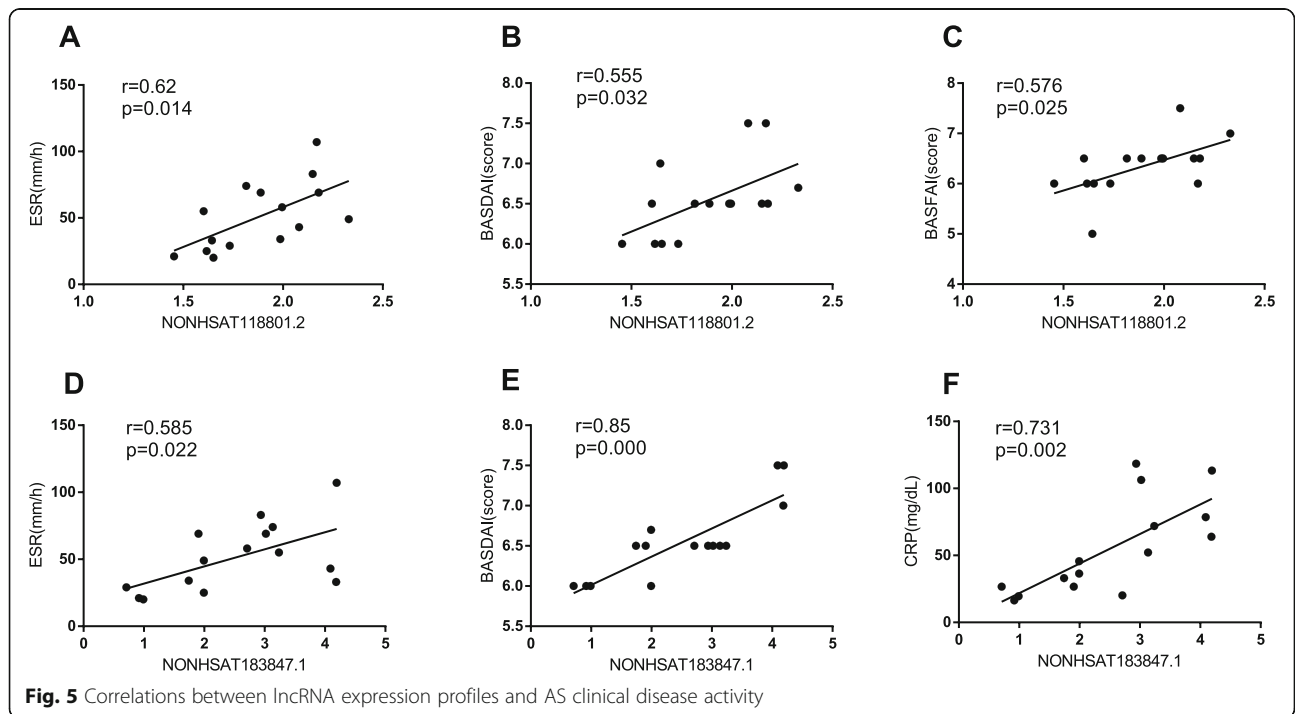 A
r=0.62
p=0.014
150
100
50
0
ESR(mm/h)
1.0 1.5 2.0 2.5
NONHSAT118801.2
B
r=0.555
p=0.032
8.0
7.5
7.0
6.5
6.0
5.5
BASDAI(score)
1.0 1.5 2.0 2.5
NONHSAT118801.2
C
r=0.576
p=0.025
8
7
6
5
4
BASFAI(score)
1.0 1.5 2.0 2.5
NONHSAT118801.2
D
r=0.585
p=0.022
150
100
50
0
ESR(mm/h)
0 1 2 3 4 5
NONHSAT183847.1
E
r=0.85
p=0.000
8.0
7.5
7.0
6.5
6.0
5.5
BASDAI(score)
0 1 2 3 4 5
NONHSAT183847.1
F
r=0.731
p=0.002
150
100
50
0
CRP(mg/dL)
0 1 2 3 4 5
NONHSAT183847.1
Fig. 5 Correlations between lncRNA expression profiles and AS clinical disease activity